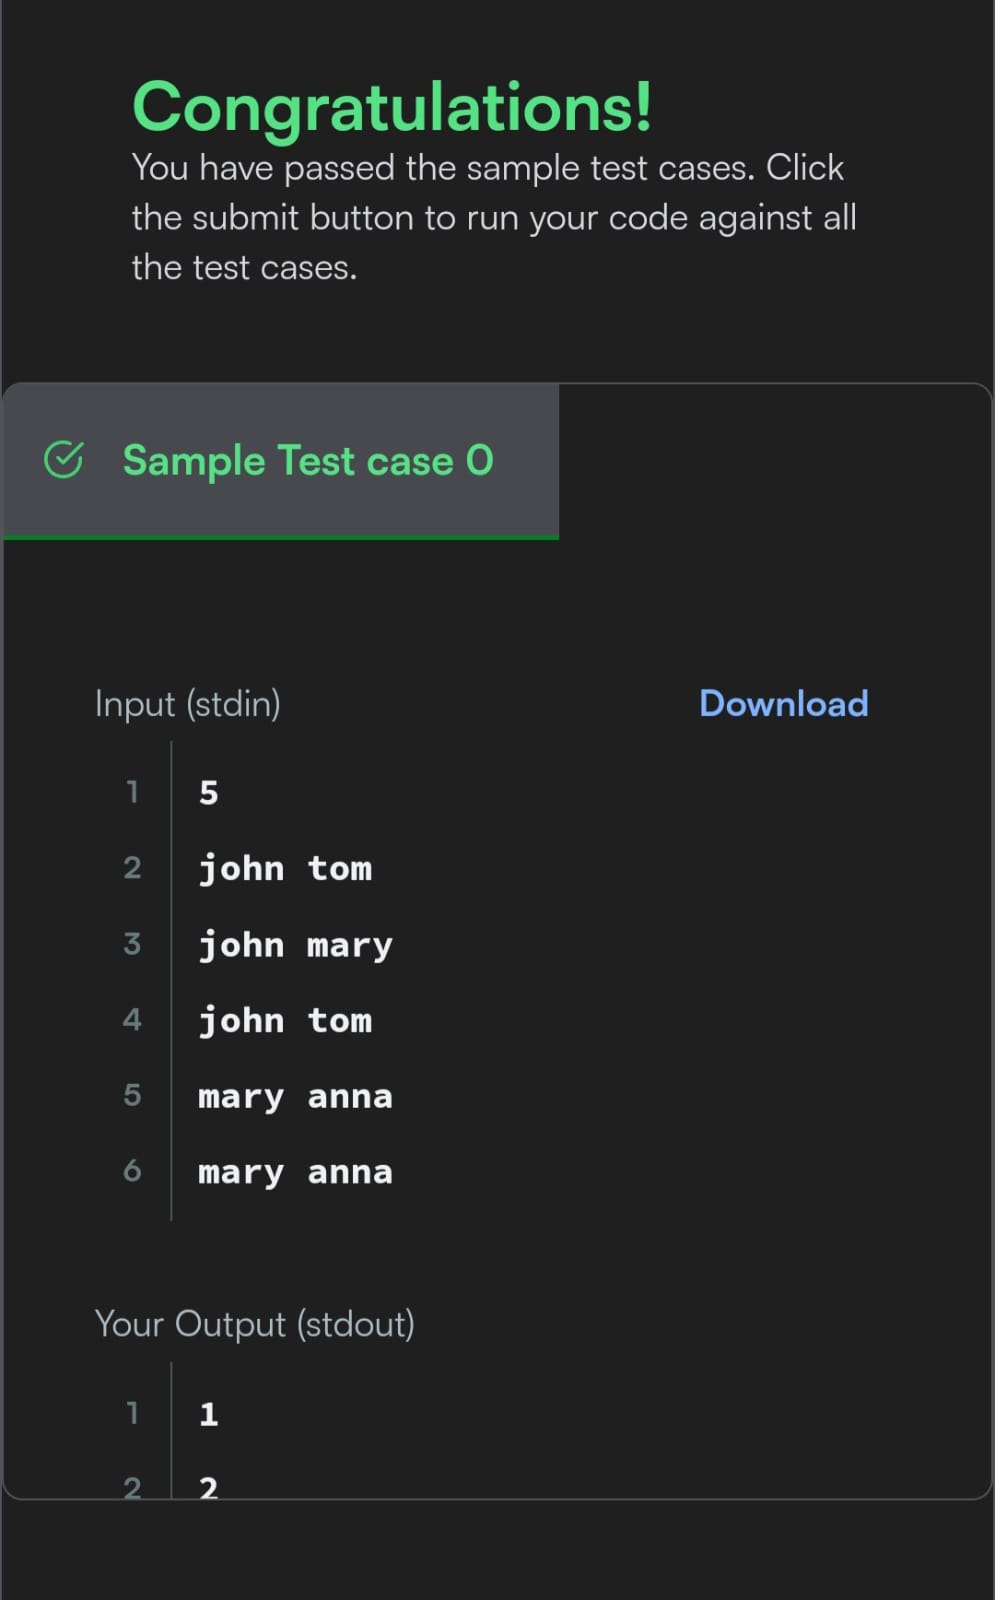 Congratulations!
You have passed the sample test cases. Click
the submit button to run your code against all
the test cases.
Sample Test case 0
Input (stdin) Download
1 5
2 john tom
3 john mary
4 john tom
5 mary anna
6 mary anna
Your Output (stdout)
1 1
2 2